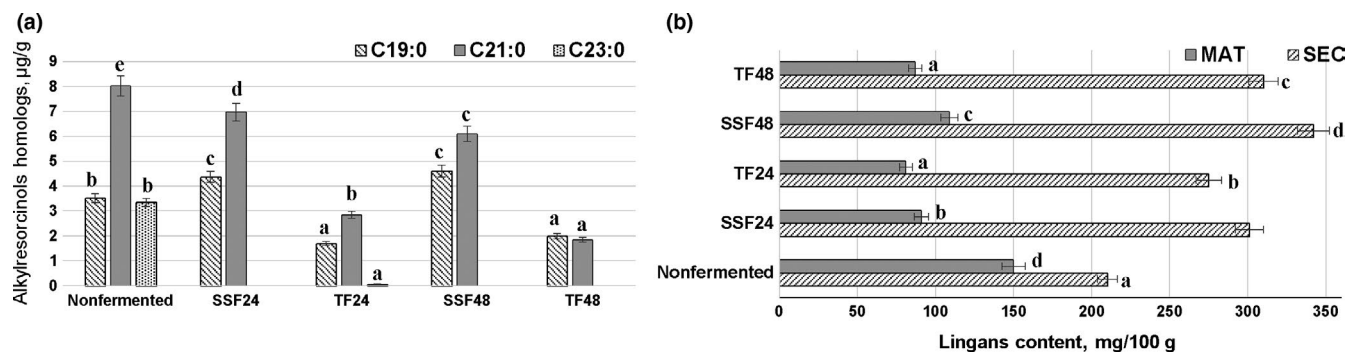 (a)
C19:0 C21:0 C23:0
Alkylresorcinols homologs, µg/g
9
8
7
6
5
4
3
2
1
0
b e b
c d
a b a
c c
a a
Nonfermented SSF24 TF24 SSF48 TF48
(b)
MAT SEC
TF48 a
c
SSF48 c
d
TF24 a
b
SSF24 b
Nonfermented d
a
0 50 100 150 200 250 300 350
Lingans content, mg/100 g